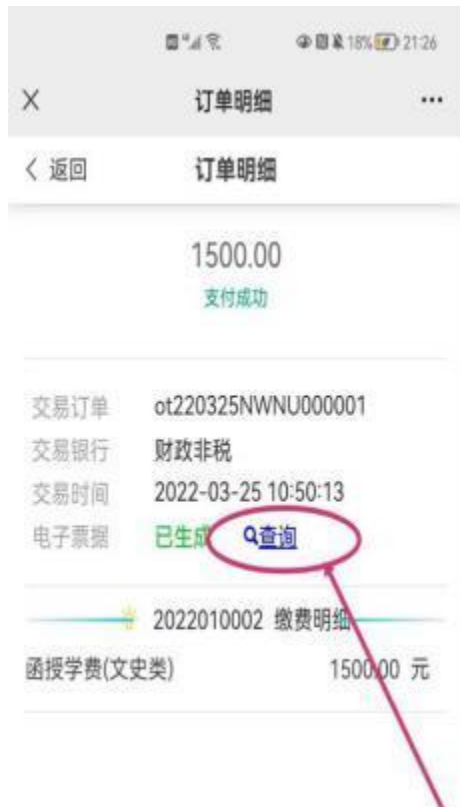 18% 21:26
X 订单明细 ···
〈 返回 订单明细
1500.00
支付成功
交易订单 ot220325NWNU000001
交易银行 财政非税
交易时间 2022-03-25 10:50:13
电子票据 已生成 查询
2022010002 缴费明细
函授学费(文史类) 1500.00 元